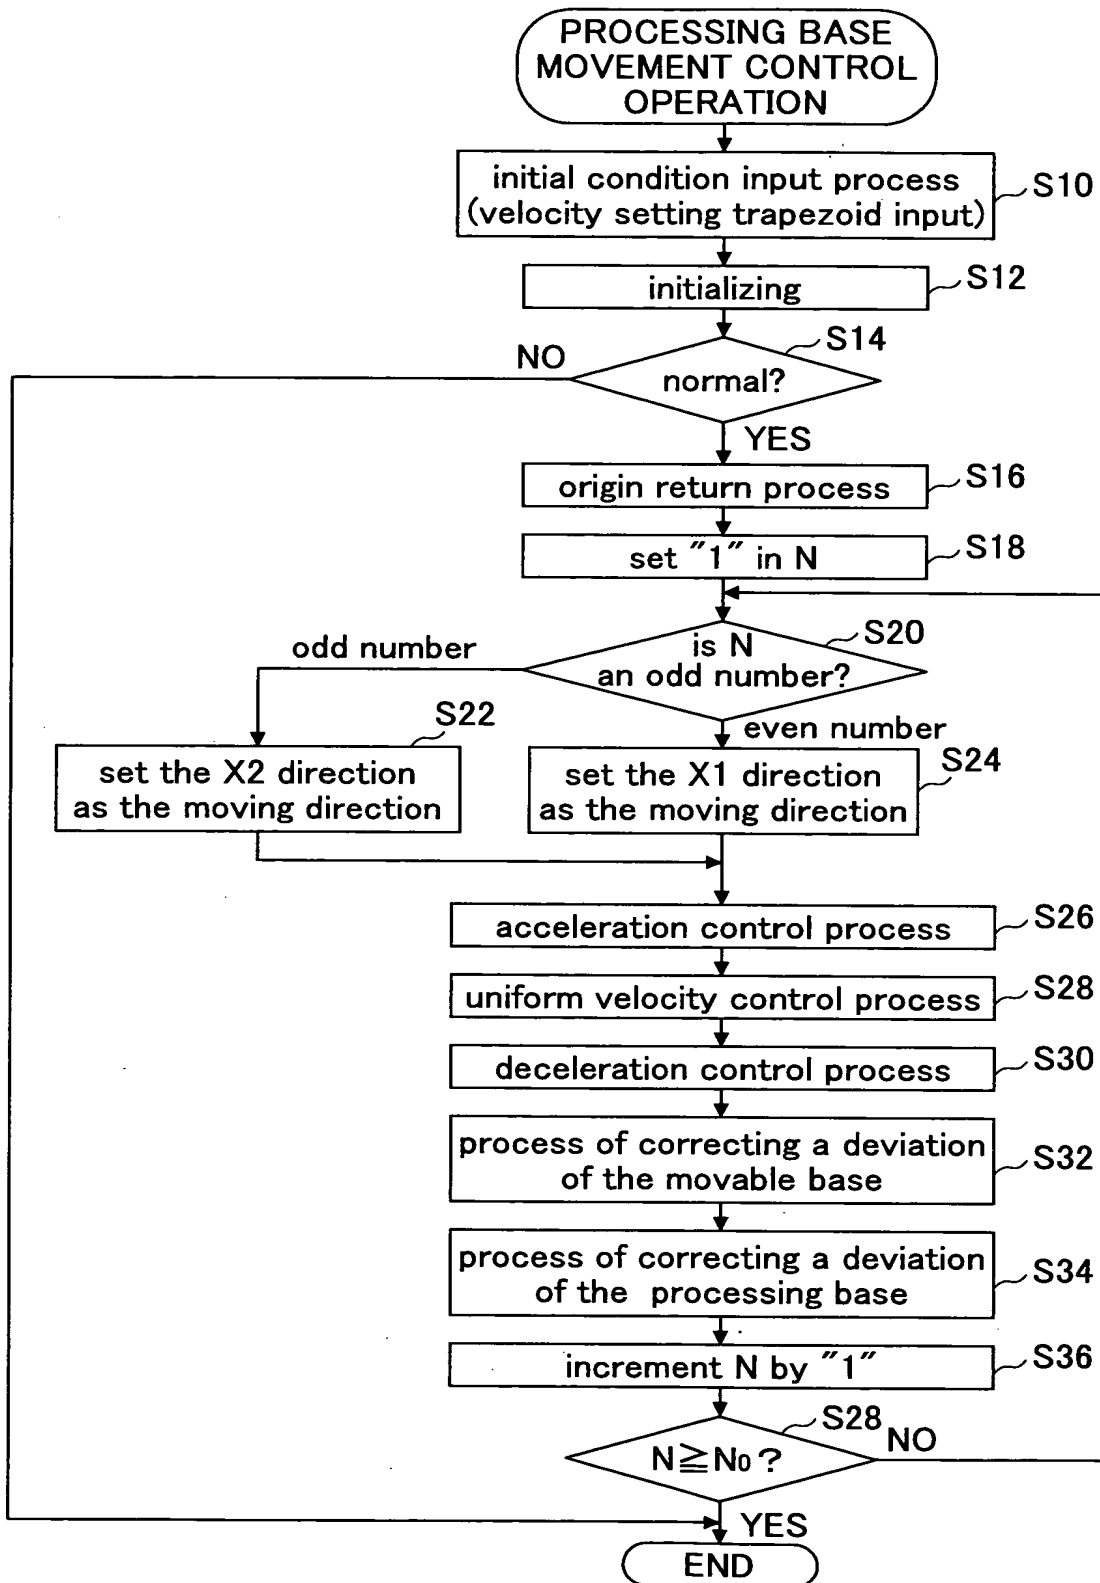 PROCESSING BASE
MOVEMENT CONTROL
OPERATION
initial condition input process
(velocity setting trapezoid input)
S10
initializing
S12
S14
NO
normal?
YES
origin return process
S16
set "1" in N
S18
S20
odd number
is N
an odd number?
S22
even number
S24
set the X2 direction
as the moving direction
set the X1 direction
as the moving direction
acceleration control process
S26
uniform velocity control process
S28
deceleration control process
S30
process of correcting a deviation
of the movable base
S32
process of correcting a deviation
of the processing base
S34
increment N by "1"
S36
S28
N≧N₀?
NO
YES
END